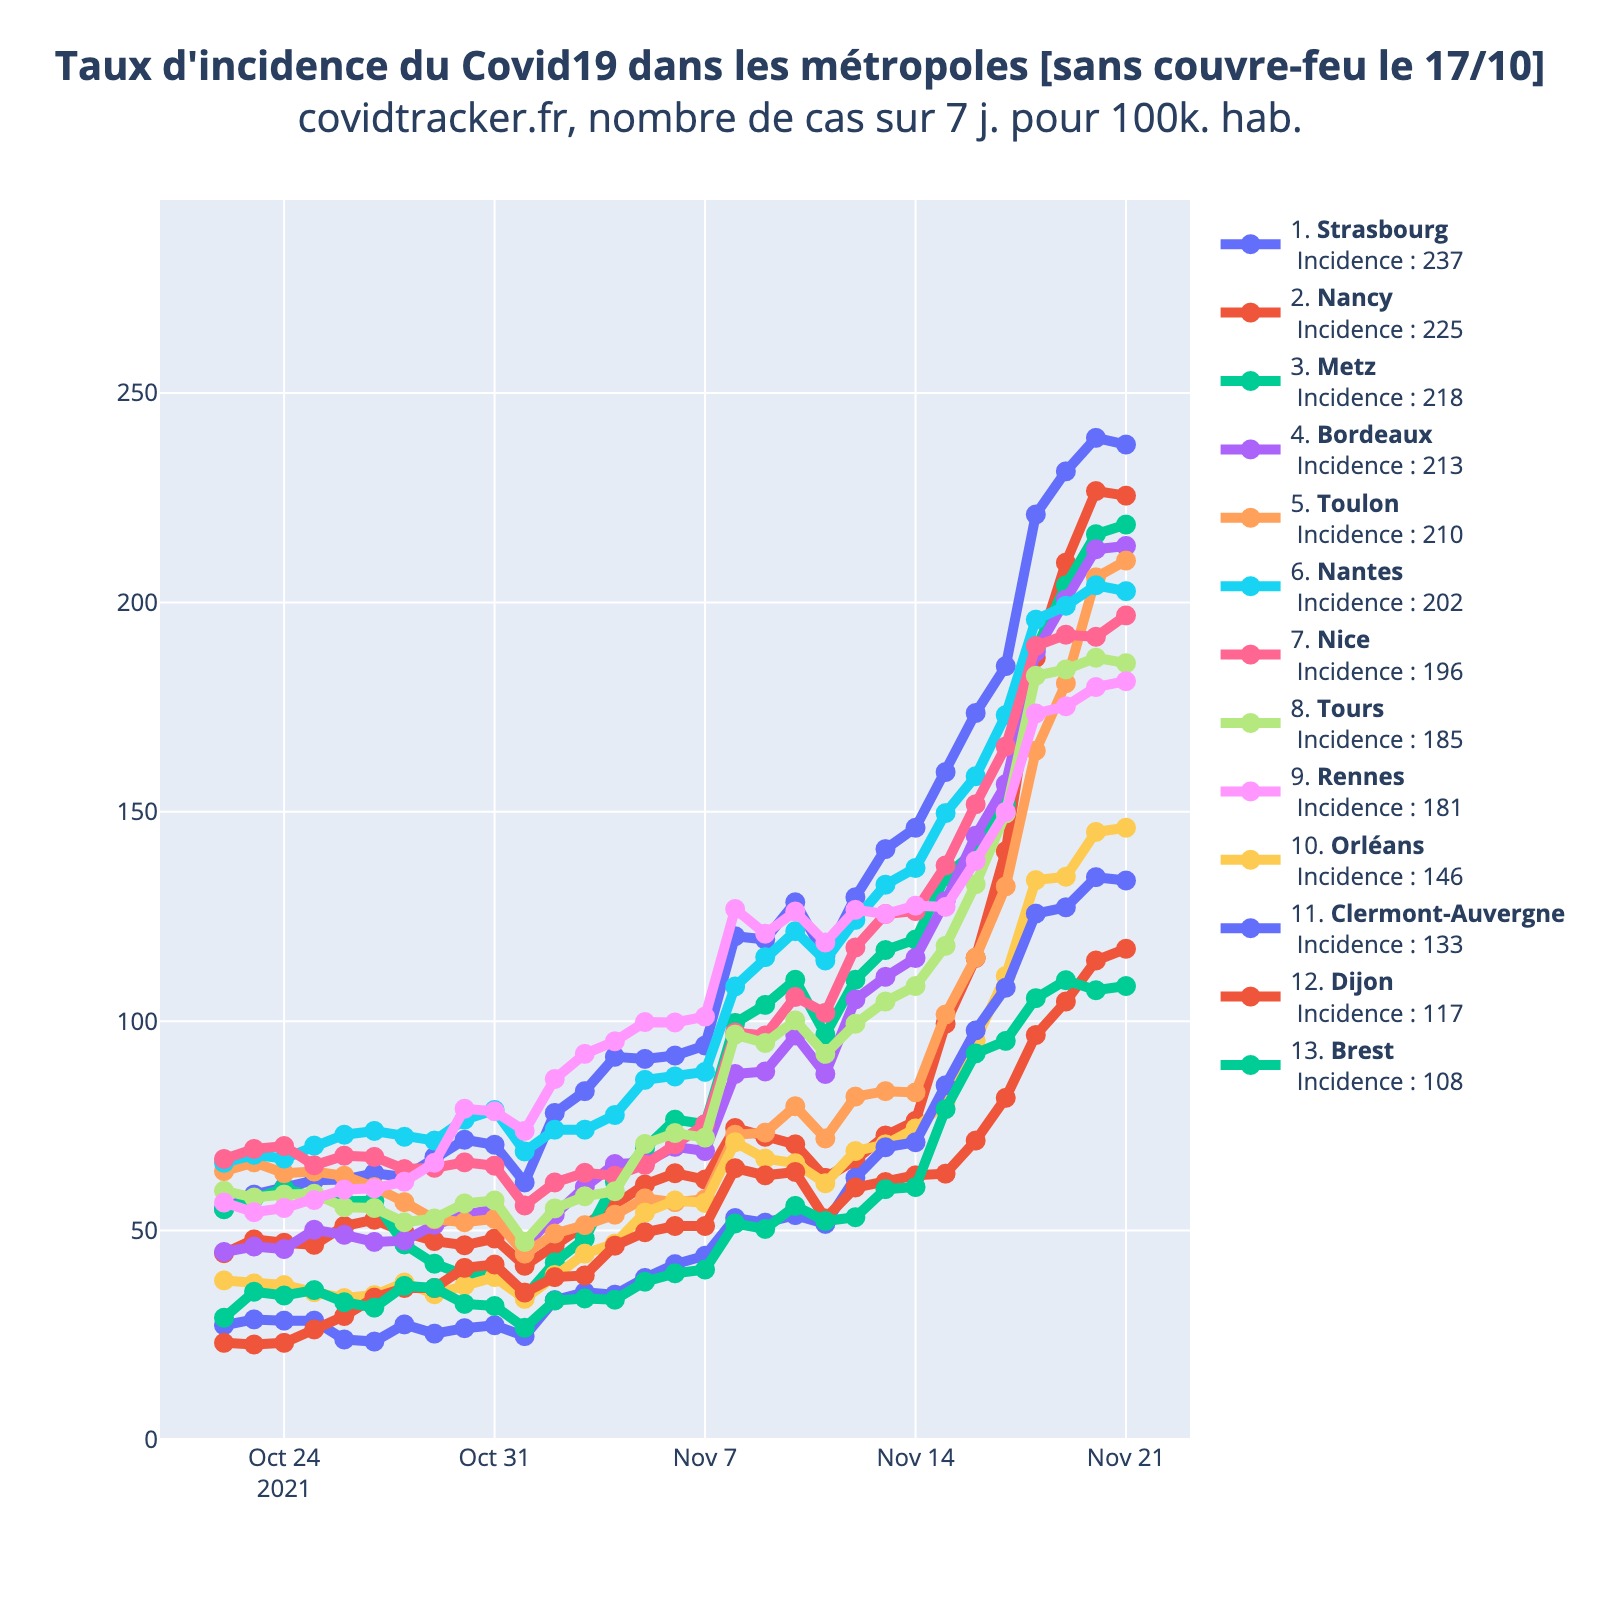 Taux d'incidence du Covid19 dans les métropoles [sans couvre-feu le 17/10]
covidtracker.fr, nombre de cas sur 7 j. pour 100k. hab.
250
200
150
100
50
0
Oct 24
2021
Oct 31
Nov 7
Nov 14
Nov 21
1. Strasbourg
Incidence : 237
2. Nancy
Incidence : 225
3. Metz
Incidence : 218
4. Bordeaux
Incidence : 213
5. Toulon
Incidence : 210
6. Nantes
Incidence : 202
7. Nice
Incidence : 196
8. Tours
Incidence : 185
9. Rennes
Incidence : 181
10. Orléans
Incidence : 146
11. Clermont-Auvergne
Incidence : 133
12. Dijon
Incidence : 117
13. Brest
Incidence : 108